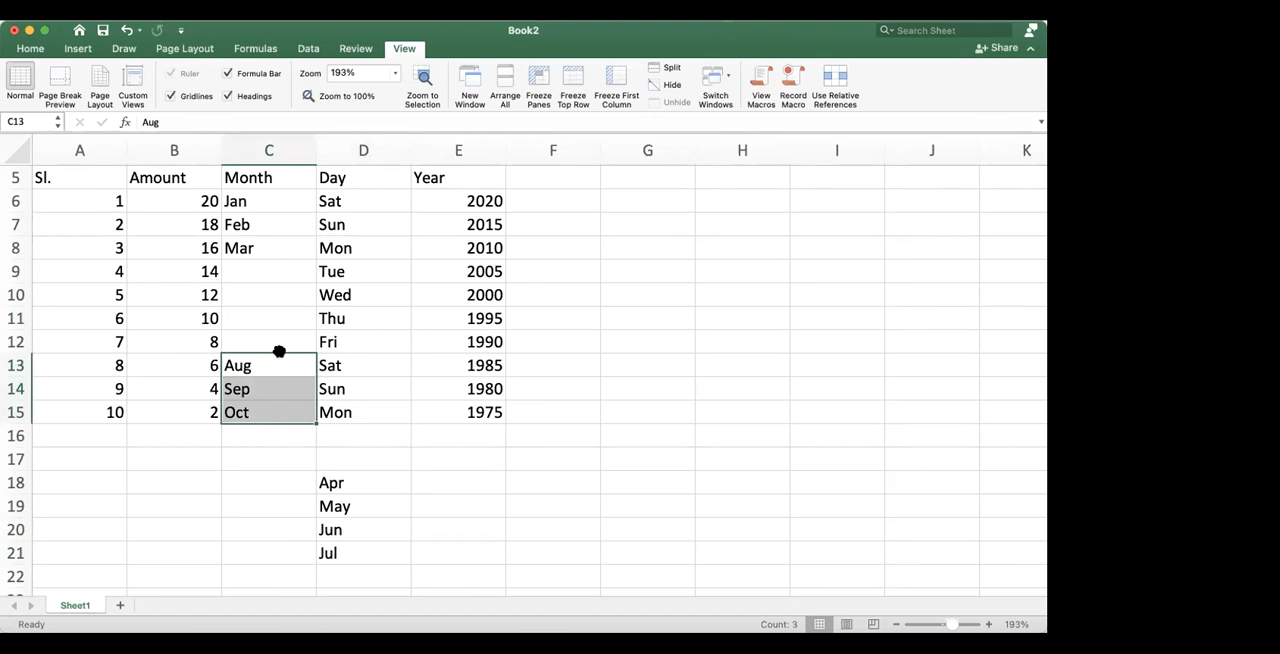 Book2
Search Sheet
Home Insert Draw Page Layout Formulas Data Review View
Share
Normal Page Break Preview Page Layout Custom Views
Ruler Formula Bar
Gridlines Headings
Zoom 193%
Zoom to 100%
Zoom to Selection
New Window Arrange All Freeze Panes Freeze Top Row Freeze First Column
Split
Hide
Unhide
Switch Windows View Macros Record Macro Use Relative References
C13 fx Aug
A B C D E F G H I J K
5 Sl. Amount Month Day Year
6 1 20 Jan Sat 2020
7 2 18 Feb Sun 2015
8 3 16 Mar Mon 2010
9 4 14 Tue 2005
10 5 12 Wed 2000
11 6 10 Thu 1995
12 7 8 Fri 1990
13 8 6 Aug Sat 1985
14 9 4 Sep Sun 1980
15 10 2 Oct Mon 1975
16
17
18 Apr
19 May
20 Jun
21 Jul
22
Sheet1 +
Ready Count: 3 193%